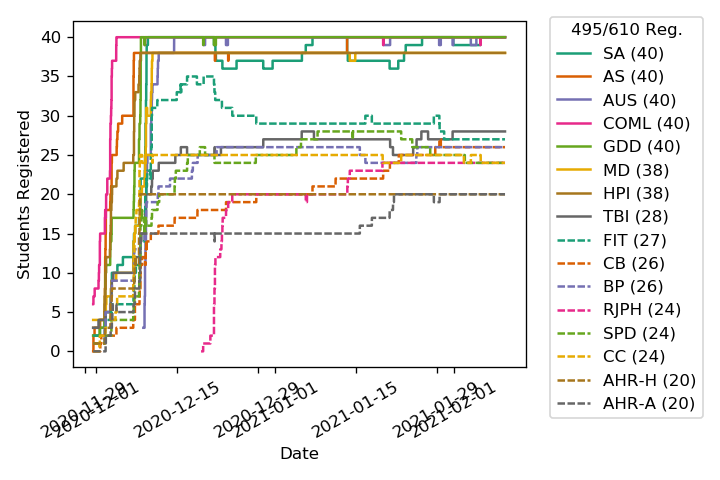 495/610 Reg.
SA (40)
AS (40)
AUS (40)
COML (40)
GDD (40)
MD (38)
HPI (38)
TBI (28)
FIT (27)
CB (26)
BP (26)
RJPH (24)
SPD (24)
CC (24)
AHR-H (20)
AHR-A (20)
Students Registered
40
35
30
25
20
15
10
5
0
2020-11-29
2020-12-01
2020-12-15
2020-12-29
2021-01-01
2021-01-15
2021-01-29
2021-02-01
Date